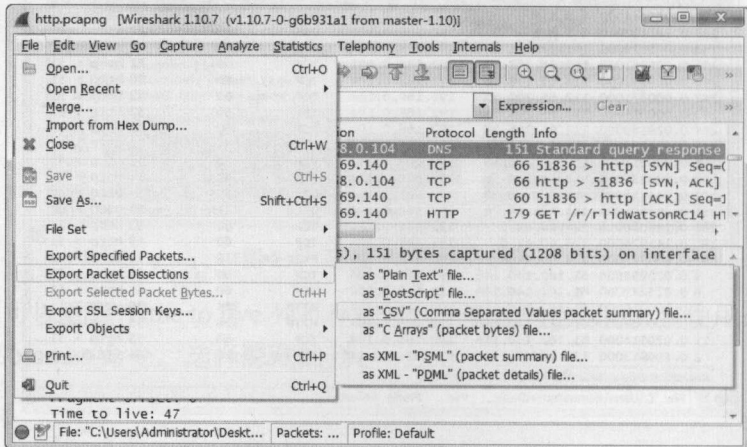 http.pcapng [Wireshark 1.10.7 (v1.10.7-0-g6b931a1 from master-1.10)]
File Edit View Go Capture Analyze Statistics Telephony Tools Internals Help
Open... Ctrl+O
Open Recent
Merge...
Import from Hex Dump...
Close Ctrl+W
Save Ctrl+S
Save As... Shift+Ctrl+S
File Set
Export Specified Packets...
Export Packet Dissections
Export Selected Packet Bytes... Ctrl+H
Export SSL Session Keys...
Export Objects
Print... Ctrl+P
Quit Ctrl+Q
Expression... Clear
ion Protocol Length Info
8.0.104 DNS 151 Standard query response
69.140 TCP 66 51836 > http [SYN] Seq=
8.0.104 TCP 66 http > 51836 [SYN, ACK]
69.140 TCP 60 51836 > http [ACK] Seq=
69.140 HTTP 179 GET /r/rlidWatsonRC14
s), 151 bytes captured (1208 bits) on interface
as "Plain Text" file...
as "PostScript" file...
as "CSV" (Comma Separated Values packet summary) file...
as "C Arrays" (packet bytes) file...
as XML - "PSML" (packet summary) file...
as XML - "PDML" (packet details) file...
Time to live: 47
File: "C:\Users\Administrator\Deskt... Packets: ... Profile: Default